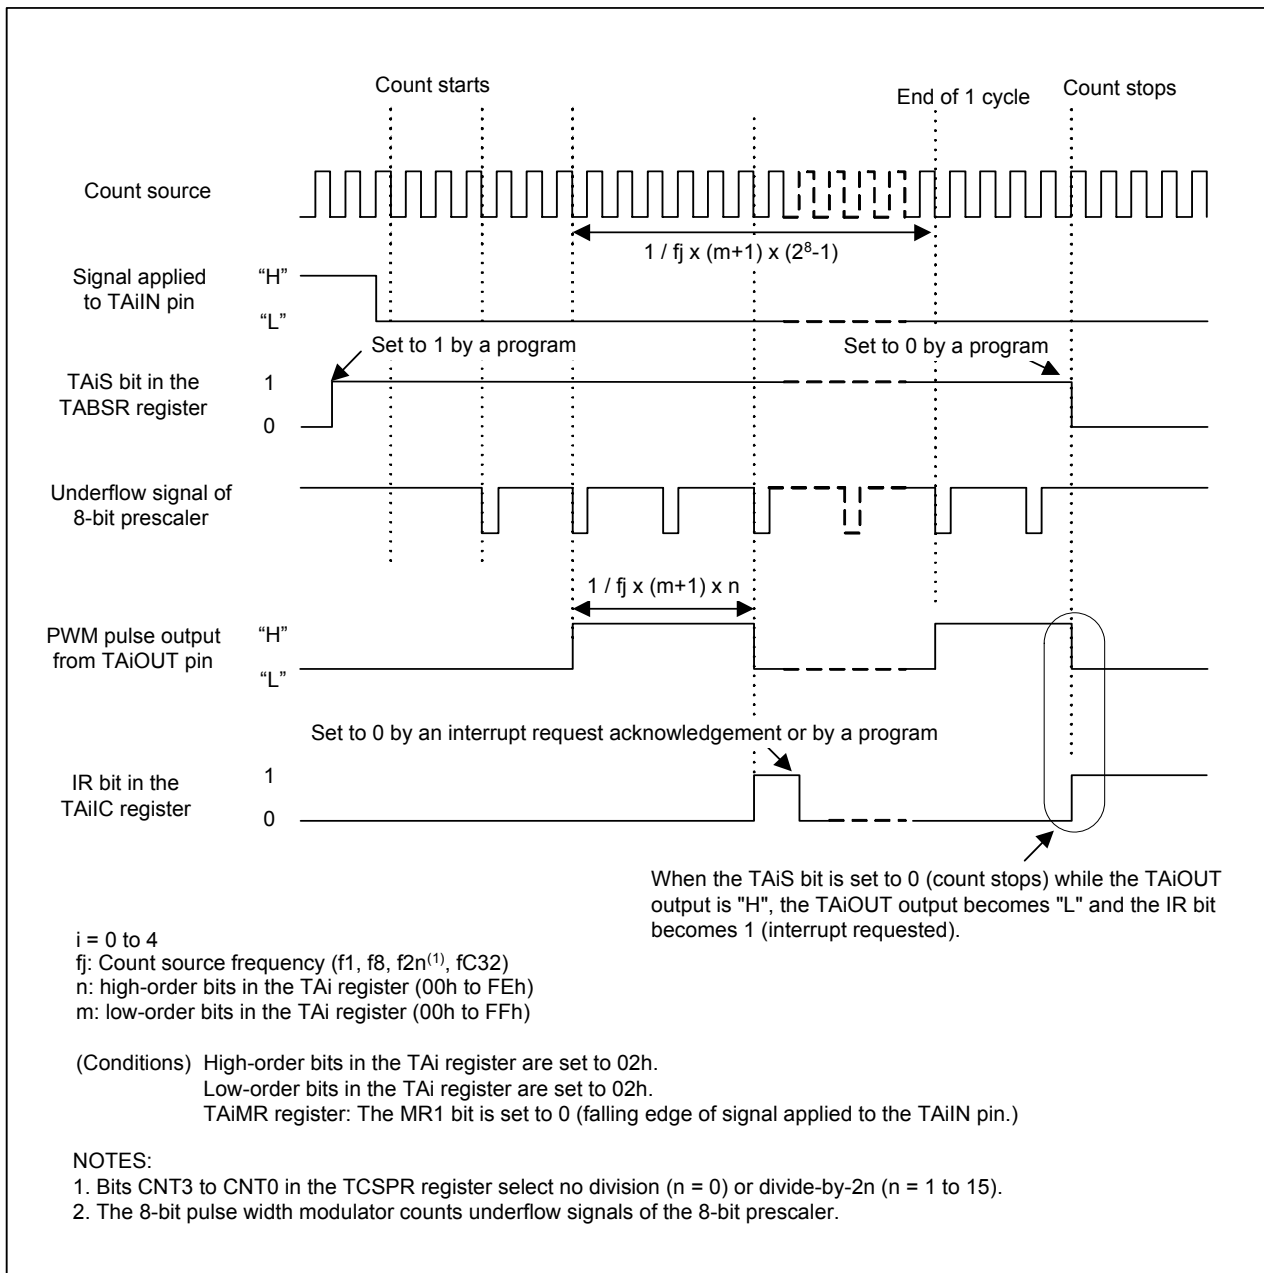 Count starts
End of 1 cycle
Count stops
Count source
1 / fj x (m+1) x (2⁸-1)
Signal applied
to TAiIN pin
“H”
“L”
Set to 1 by a program
Set to 0 by a program
TAiS bit in the
TABSR register
1
0
Underflow signal of
8-bit prescaler
1 / fj x (m+1) x n
PWM pulse output
from TAiOUT pin
“H”
“L”
Set to 0 by an interrupt request acknowledgement or by a program
IR bit in the
TAiIC register
1
0
When the TAiS bit is set to 0 (count stops) while the TAiOUT
output is "H", the TAiOUT output becomes "L" and the IR bit
becomes 1 (interrupt requested).
i = 0 to 4
fj: Count source frequency (f1, f8, f2n⁽¹⁾, fC32)
n: high-order bits in the TAi register (00h to FEh)
m: low-order bits in the TAi register (00h to FFh)
(Conditions) High-order bits in the TAi register are set to 02h.
Low-order bits in the TAi register are set to 02h.
TAiMR register: The MR1 bit is set to 0 (falling edge of signal applied to the TAiIN pin.)
NOTES:
1. Bits CNT3 to CNT0 in the TCSPR register select no division (n = 0) or divide-by-2n (n = 1 to 15).
2. The 8-bit pulse width modulator counts underflow signals of the 8-bit prescaler.